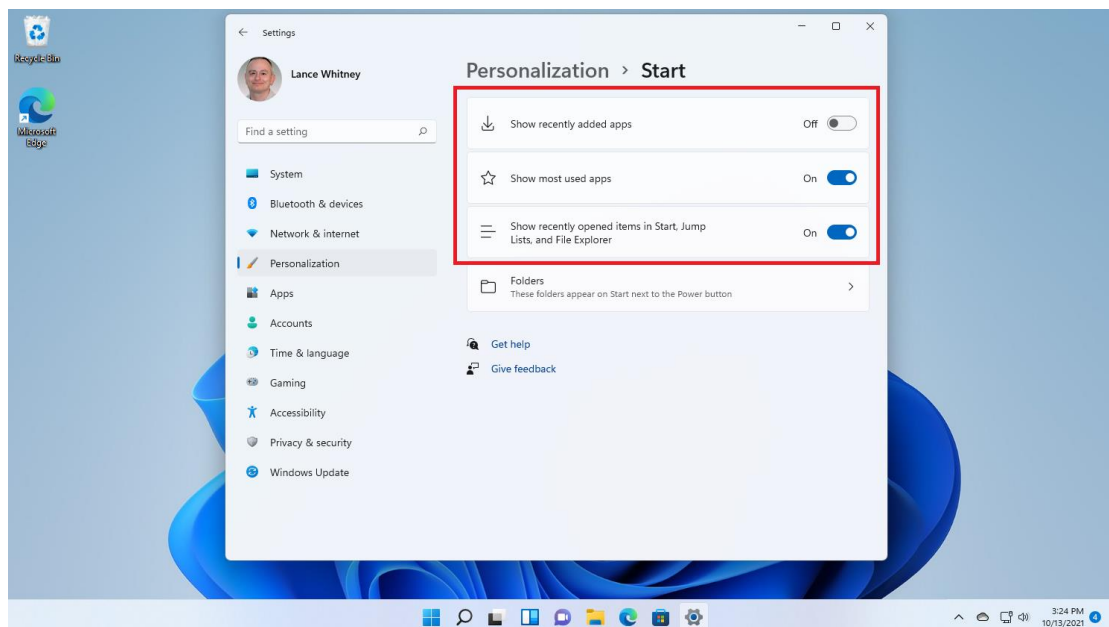 Recycle Bin
Microsoft
Edge
Settings
Lance Whitney
Find a setting
System
Bluetooth & devices
Network & internet
Personalization
Apps
Accounts
Time & language
Gaming
Accessibility
Privacy & security
Windows Update
Personalization > Start
Show recently added apps Off
Show most used apps On
Show recently opened items in Start, Jump
Lists, and File Explorer On
Folders
These folders appear on Start next to the Power button
Get help
Give feedback
3:24 PM
10/13/2021 4